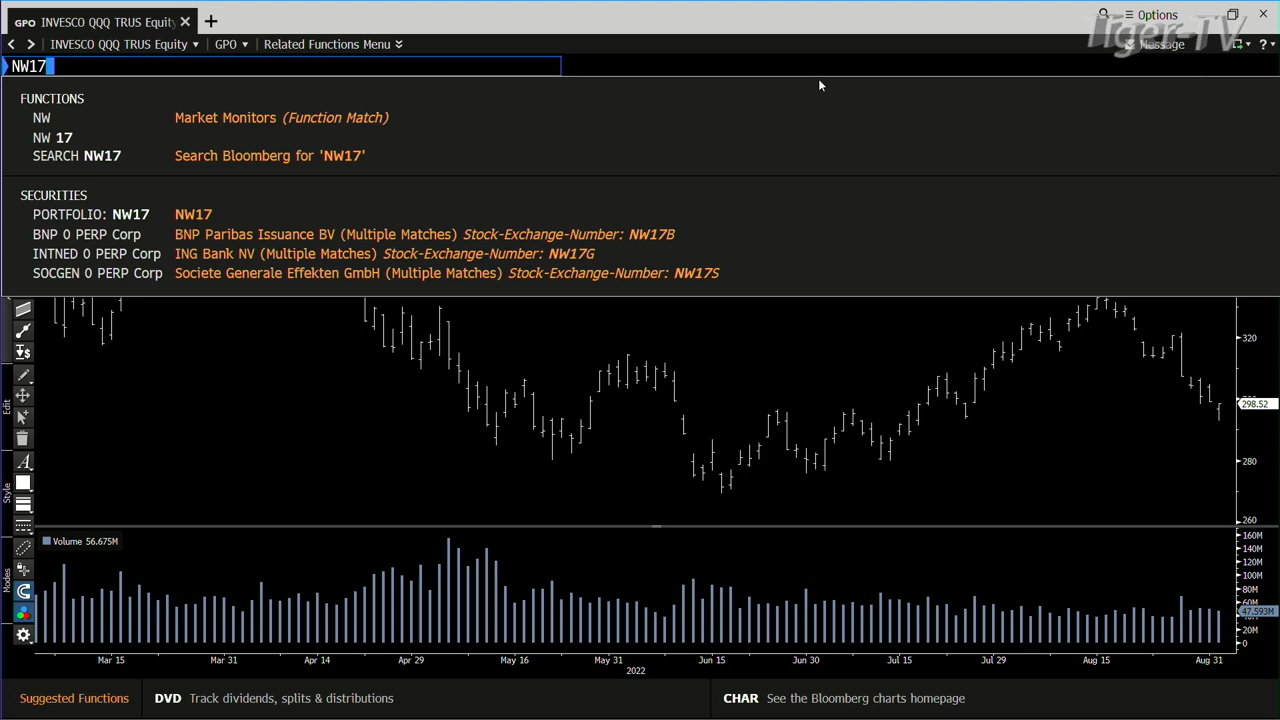 GPO INVESCO QQQ TRUS Equity
Options
Tiger-TV
INVESCO QQQ TRUS Equity GPO Related Functions Menu
Message
?
NW17
FUNCTIONS
NW Market Monitors (Function Match)
NW 17
SEARCH NW17 Search Bloomberg for 'NW17'
SECURITIES
PORTFOLIO: NW17 NW17
BNP 0 PERP Corp BNP Paribas Issuance BV (Multiple Matches) Stock-Exchange-Number: NW17B
INTNED 0 PERP Corp ING Bank NV (Multiple Matches) Stock-Exchange-Number: NW17G
SOCGEN 0 PERP Corp Societe Generale Effekten GmbH (Multiple Matches) Stock-Exchange-Number: NW17S
320
Edit
298.52
A
280
Style
260
Volume 56.675M
160M
140M
120M
100M
Modes
80M
60M
47.593M
20M
0
Mar 15 Mar 31 Apr 14 Apr 29 May 16 May 31 Jun 15 Jun 30 Jul 15 Jul 29 Aug 15 Aug 31
2022
Suggested Functions DVD Track dividends, splits & distributions CHAR See the Bloomberg charts homepage